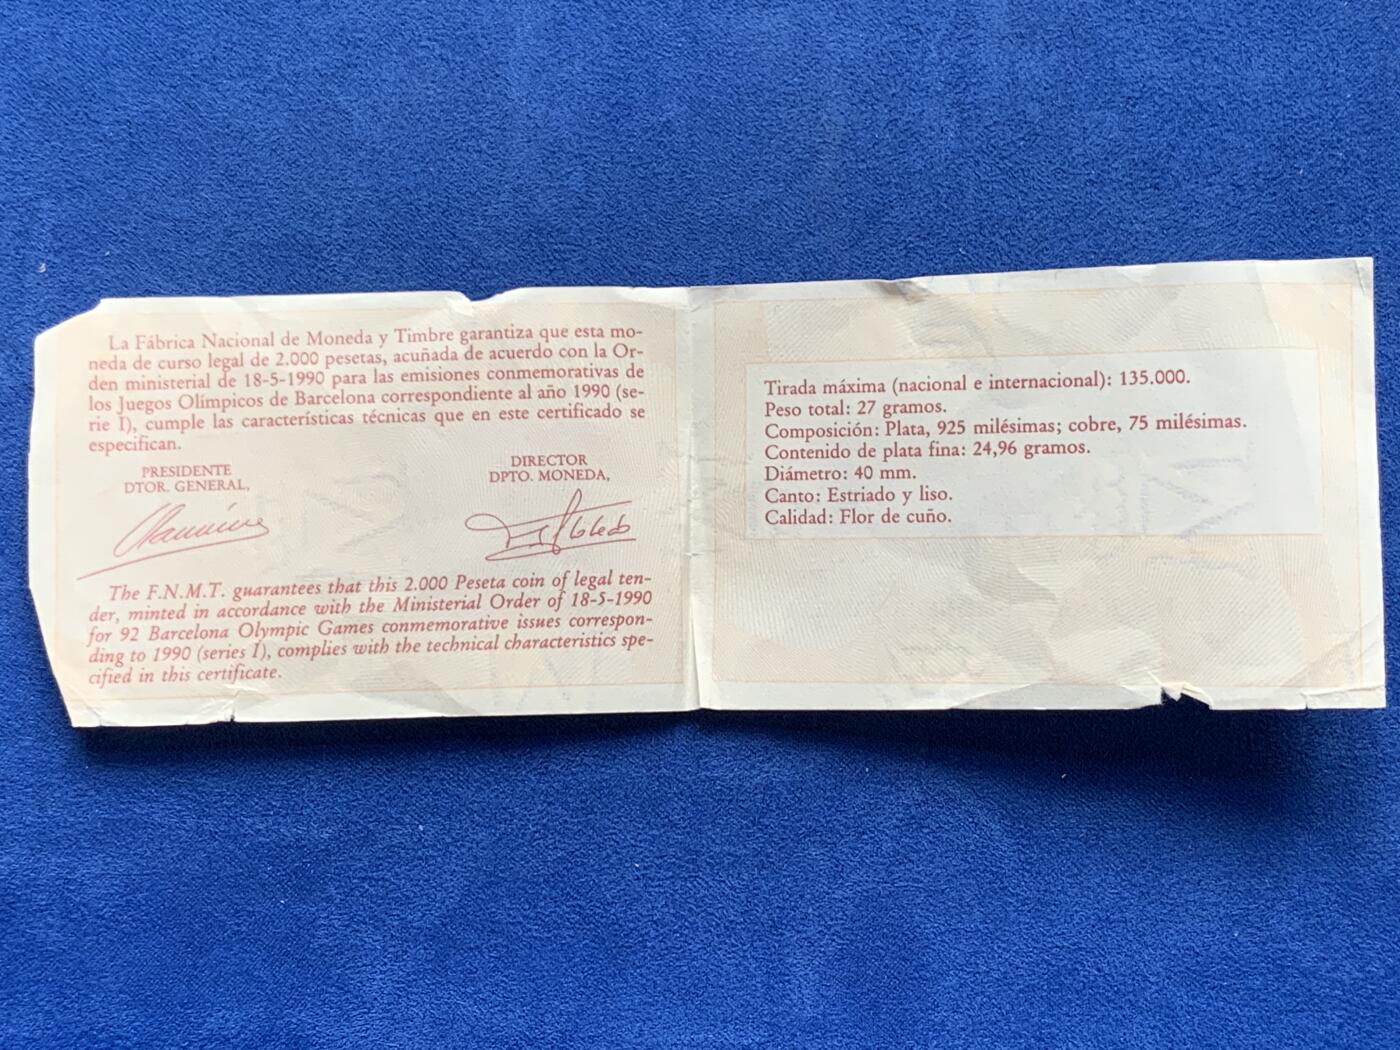 La Fábrica Nacional de Moneda y Timbre garantiza que esta mo-
neda de curso legal de 2.000 pesetas, acuñada de acuerdo con la Or-
den ministerial de 18-5-1990 para las emisiones conmemorativas de
los Juegos Olímpicos de Barcelona correspondiente al año 1990 (se-
rie I), cumple las características técnicas que en este certificado se
especifican.
PRESIDENTE
DTOR. GENERAL,
DIRECTOR
DPTO. MONEDA,
The F.N.M.T. guarantees that this 2.000 Peseta coin of legal ten-
der, minted in accordance with the Ministerial Order of 18-5-1990
for 92 Barcelona Olympic Games conmemorative issues correspon-
ding to 1990 (series I), complies with the technical characteristics spe-
cified in this certificate.
Tirada máxima (nacional e internacional): 135.000.
Peso total: 27 gramos.
Composición: Plata, 925 milésimas; cobre, 75 milésimas.
Contenido de plata fina: 24,96 gramos.
Diámetro: 40 mm.
Canto: Estriado y liso.
Calidad: Flor de cuño.